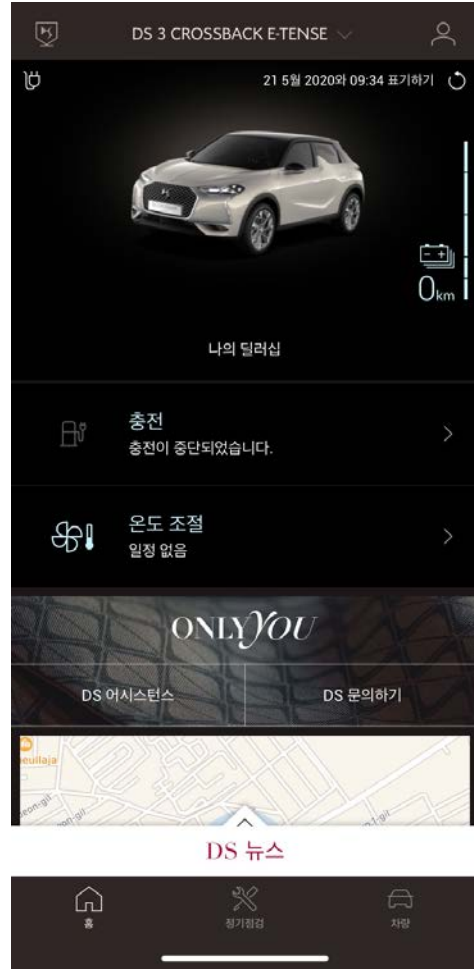 DS 3 CROSSBACK E-TENSE
21 5월 2020와 09:34 표기하기
0km
나의 딜러십
충전
충전이 중단되었습니다.
온도 조절
일정 없음
ONLY YOU
DS 어시스턴스
DS 문의하기
euilaja
eon-gil
DS 뉴스
홈
정기점검
차량